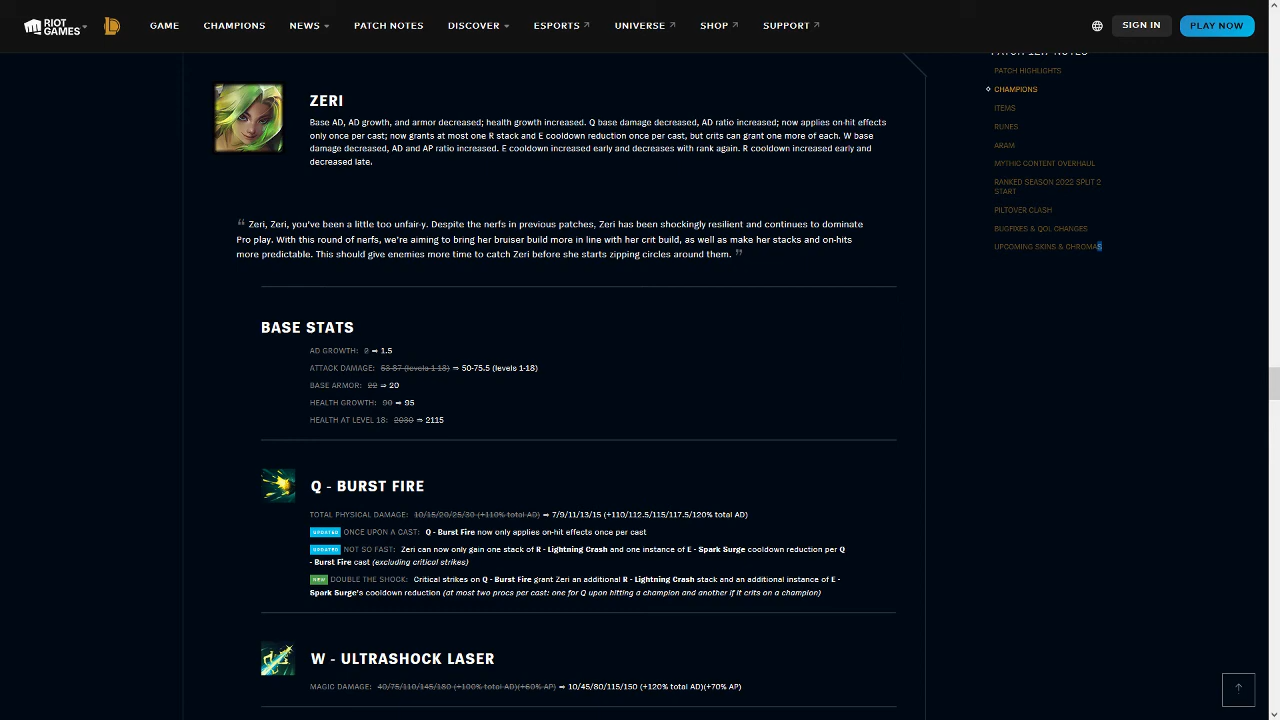 RIOT GAMES
GAME
CHAMPIONS
NEWS
PATCH NOTES
DISCOVER
ESPORTS
UNIVERSE
SHOP
SUPPORT
SIGN IN
PLAY NOW
ZERI
Base AD, AD growth, and armor decreased; health growth increased. Q base damage decreased, AD ratio increased; now applies on-hit effects
only once per cast; now grants at most one R stack and E cooldown reduction once per cast, but crits can grant one more of each. W base
damage decreased, AD and AP ratio increased. E cooldown increased early and decreases with rank again. R cooldown increased early and
decreased late.
“ Zeri, Zeri, you've been a little too unfair-y. Despite the nerfs in previous patches, Zeri has been shockingly resilient and continues to dominate
Pro play. With this round of nerfs, we're aiming to bring her bruiser build more in line with her crit build, as well as make her stacks and on-hits
more predictable. This should give enemies more time to catch Zeri before she starts zipping circles around them. ”
BASE STATS
AD GROWTH: 2 ⇒ 1.5
ATTACK DAMAGE: 53-87 (levels 1-18) ⇒ 50-75.5 (levels 1-18)
BASE ARMOR: 22 ⇒ 20
HEALTH GROWTH: 90 ⇒ 95
HEALTH AT LEVEL 18: 2030 ⇒ 2115
Q - BURST FIRE
TOTAL PHYSICAL DAMAGE: 10/15/20/25/30 (+110% total AD) ⇒ 7/9/11/13/15 (+110/112.5/115/117.5/120% total AD)
UPDATED ONCE UPON A CAST: Q - Burst Fire now only applies on-hit effects once per cast
UPDATED NOT SO FAST: Zeri can now only gain one stack of R - Lightning Crash and one instance of E - Spark Surge cooldown reduction per Q
- Burst Fire cast (excluding critical strikes)
NEW DOUBLE THE SHOCK: Critical strikes on Q - Burst Fire grant Zeri an additional R - Lightning Crash stack and an additional instance of E -
Spark Surge's cooldown reduction (at most two procs per cast: one for Q upon hitting a champion and another if it crits on a champion)
W - ULTRASHOCK LASER
MAGIC DAMAGE: 40/75/110/145/180 (+100% total AD)(+60% AP) ⇒ 10/45/80/115/150 (+120% total AD)(+70% AP)
PATCH HIGHLIGHTS
CHAMPIONS
ITEMS
RUNES
ARAM
MYTHIC CONTENT OVERHAUL
RANKED SEASON 2022 SPLIT 2
START
PILTOVER CLASH
BUGFIXES & QOL CHANGES
UPCOMING SKINS & CHROMAS